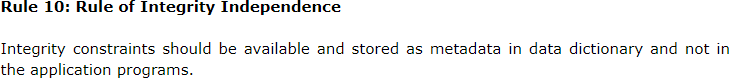 Rule 10: Rule of Integrity Independence
Integrity constraints should be available and stored as metadata in data dictionary and not in
the application programs.